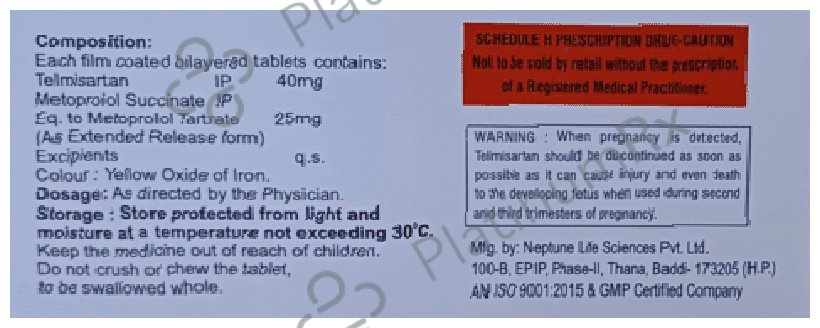 Composition:
Each film coated bilayered tablets contains:
Telmisartan IP 40mg
Metoprolol Succinate IP
Eq. to Metoprolol Tartrate 25mg
(As Extended Release form)
Excipients q.s.
Colour : Yellow Oxide of Iron.
Dosage: As directed by the Physician.
Storage : Store protected from light and
moisture at a temperature not exceeding 30°C.
Keep the medicine out of reach of children.
Do not crush or chew the tablet,
to be swallowed whole.
SCHEDULE H PRESCRIPTION DRUG-CAUTION
Not to be sold by retail without the prescription
of a Registered Medical Practitioner.
WARNING : When pregnancy is detected,
Telmisartan should be discontinued as soon as
possible as it can cause injury and even death
to the developing fetus when used during second
and third trimesters of pregnancy.
Mfg. by: Neptune Life Sciences Pvt. Ltd.
100-B, EPIP, Phase-II, Thana, Baddi- 173205 (H.P.)
AN ISO 9001:2015 & GMP Certified Company
PlatinumRx